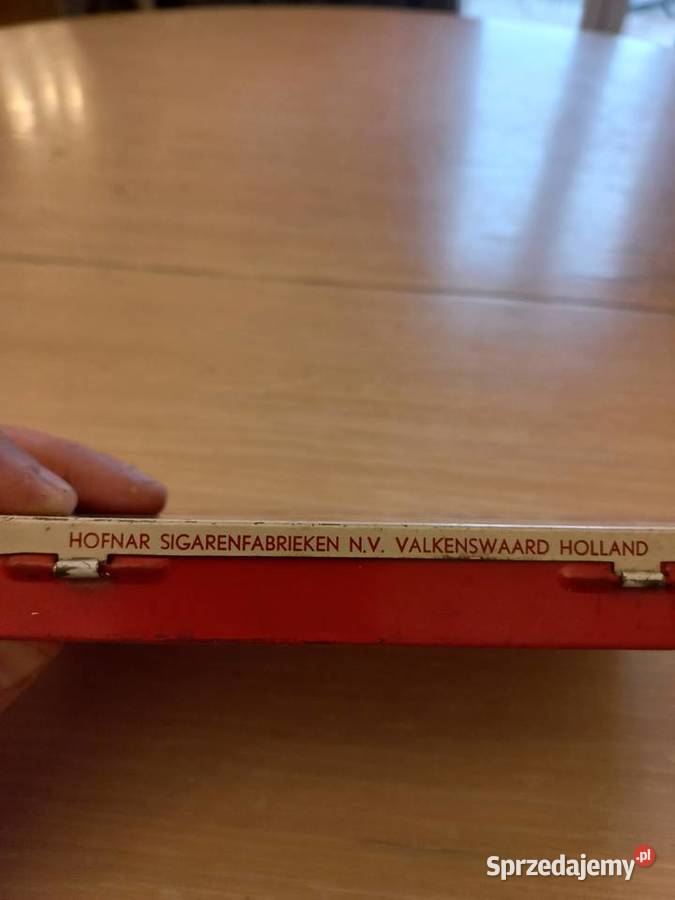 HOFNAR SIGARENFABRIEKEN N.V. VALKENSWAARD HOLLAND
Sprzedajemy.pl